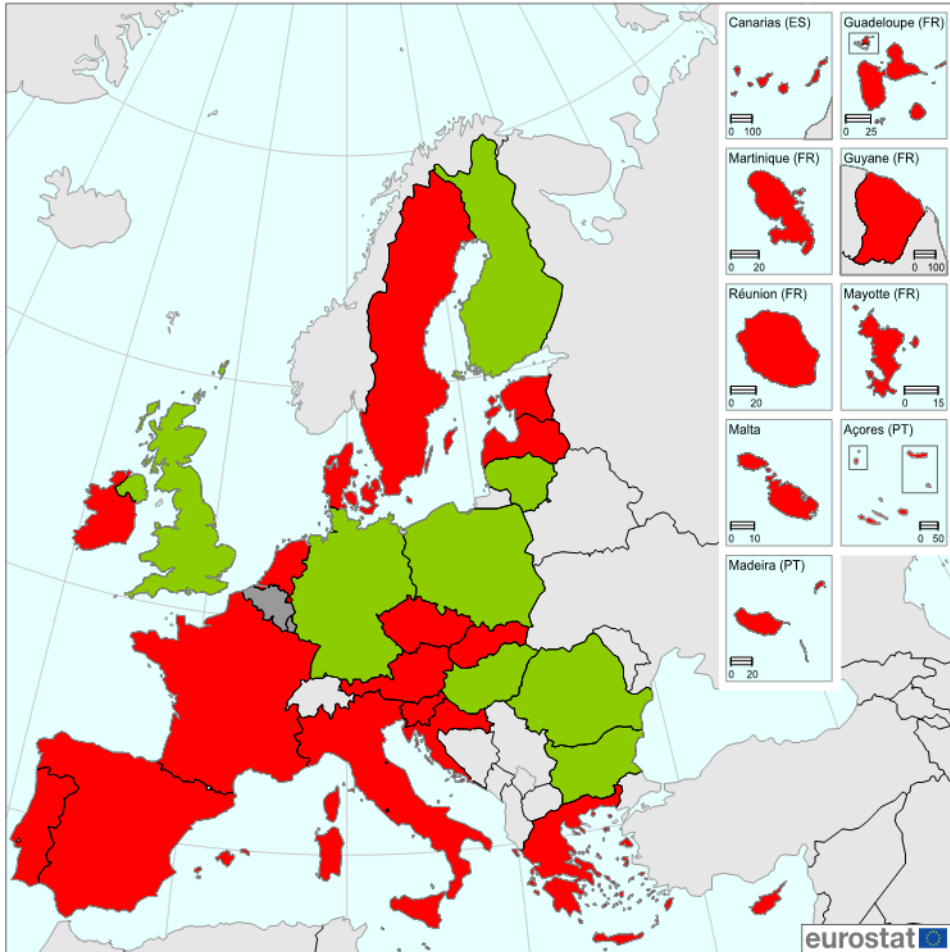 Canarias (ES)
0 100
Guadeloupe (FR)
0 25
Martinique (FR)
0 20
Guyane (FR)
0 100
Réunion (FR)
0 20
Mayotte (FR)
0 15
Malta
0 10
Açores (PT)
0 50
Madeira (PT)
0 20
eurostat